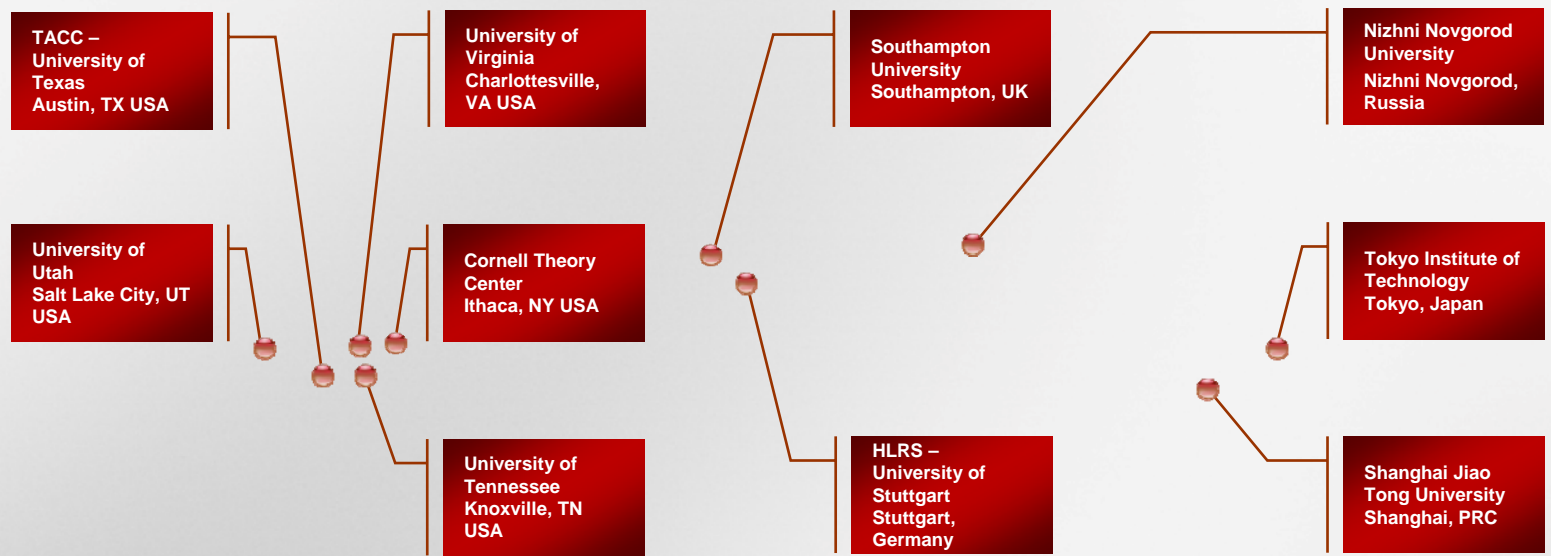 TACC –
University of
Texas
Austin, TX USA
University of
Virginia
Charlottesville,
VA USA
Southampton
University
Southampton, UK
Nizhni Novgorod
University
Nizhni Novgorod,
Russia
University of
Utah
Salt Lake City, UT
USA
Cornell Theory
Center
Ithaca, NY USA
Tokyo Institute of
Technology
Tokyo, Japan
University of
Tennessee
Knoxville, TN
USA
HLRS –
University of
Stuttgart
Stuttgart,
Germany
Shanghai Jiao
Tong University
Shanghai, PRC